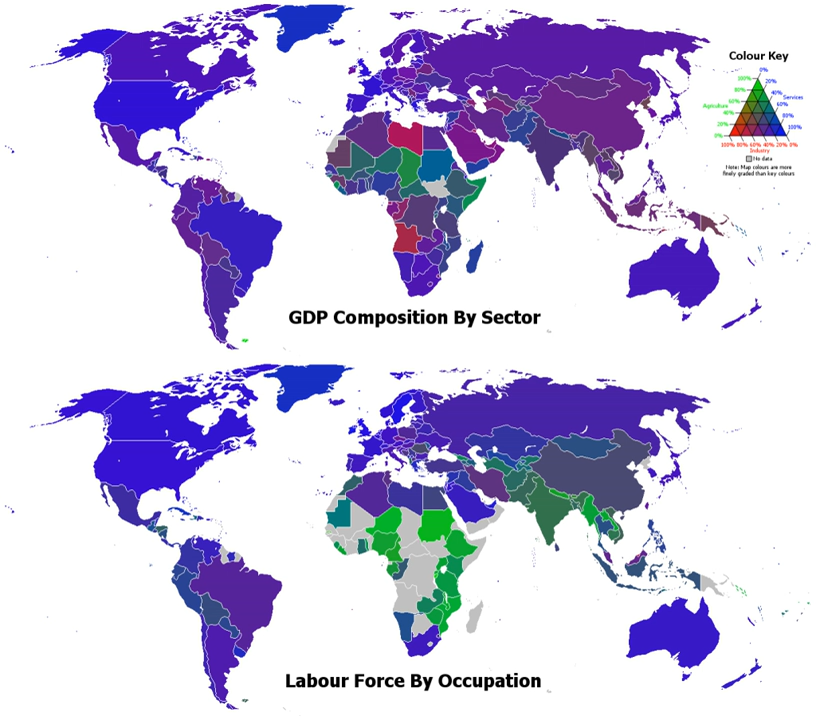 Colour Key
0%
100%
20%
80%
40%
Services
60%
60%
Agriculture
40%
80%
20%
100%
0%
100% 80% 60% 40% 20% 0%
Industry
No data
Note: Map colours are more
finely graded than key colours
GDP Composition By Sector
Labour Force By Occupation